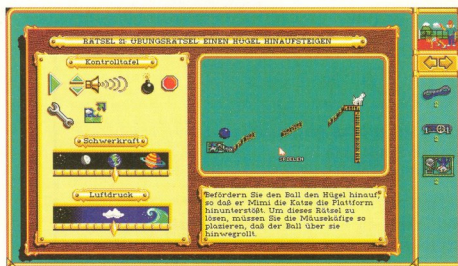 RÄTSEL 2: ÜBUNGSRÄTSEL EINEN HÜGEL HINAUFSTEIGEN
Kontrolltafel
Schwerkraft
Luftdruck
Befördern Sie den Ball den Hügel hinauf,
so daß er Mimi die Katze die Plattform
hinunterstößt. Um dieses Rätsel zu
lösen, müssen Sie die Mäusekäfige so
plazieren, daß der Ball über sie
hinwegrollt.